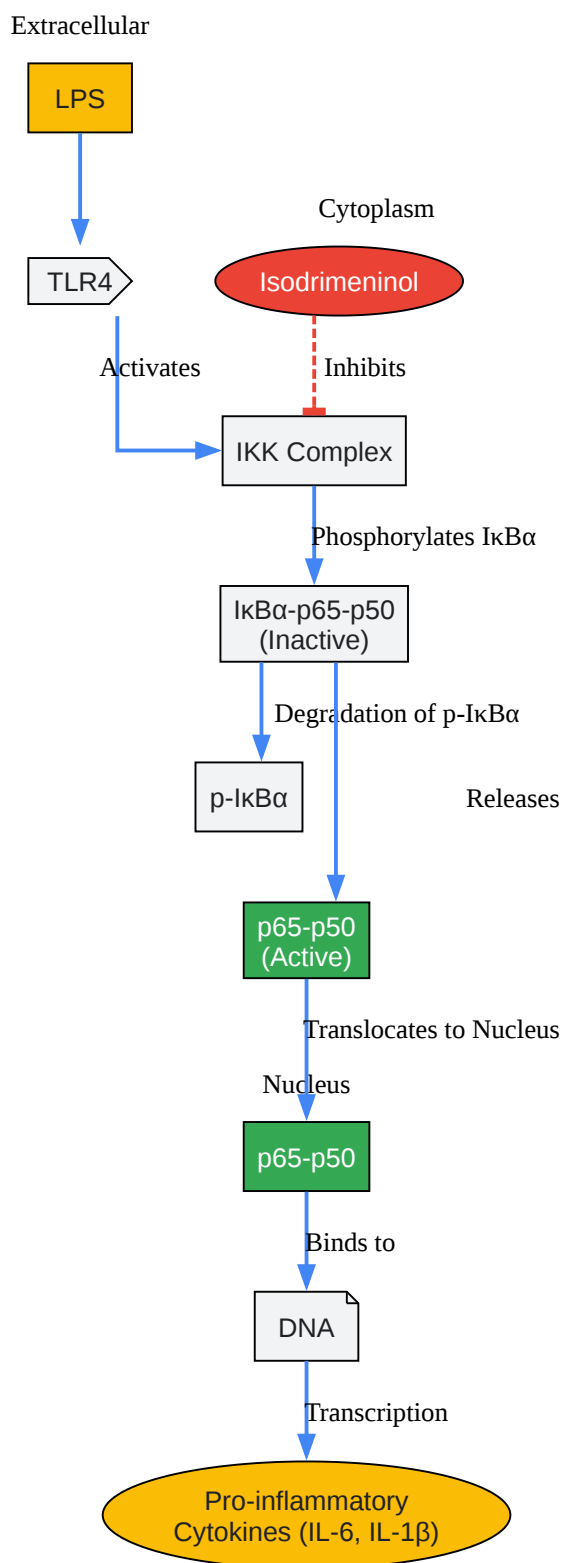 Extracellular
LPS
Cytoplasm
TLR4
Isodrimeninol
Activates
Inhibits
IKK Complex
Phosphorylates IκBα
IκBα-p65-p50
(Inactive)
Degradation of p-IκBα
p-IκBα
Releases
p65-p50
(Active)
Translocates to Nucleus
Nucleus
p65-p50
Binds to
DNA
Transcription
Pro-inflammatory
Cytokines (IL-6, IL-1β)